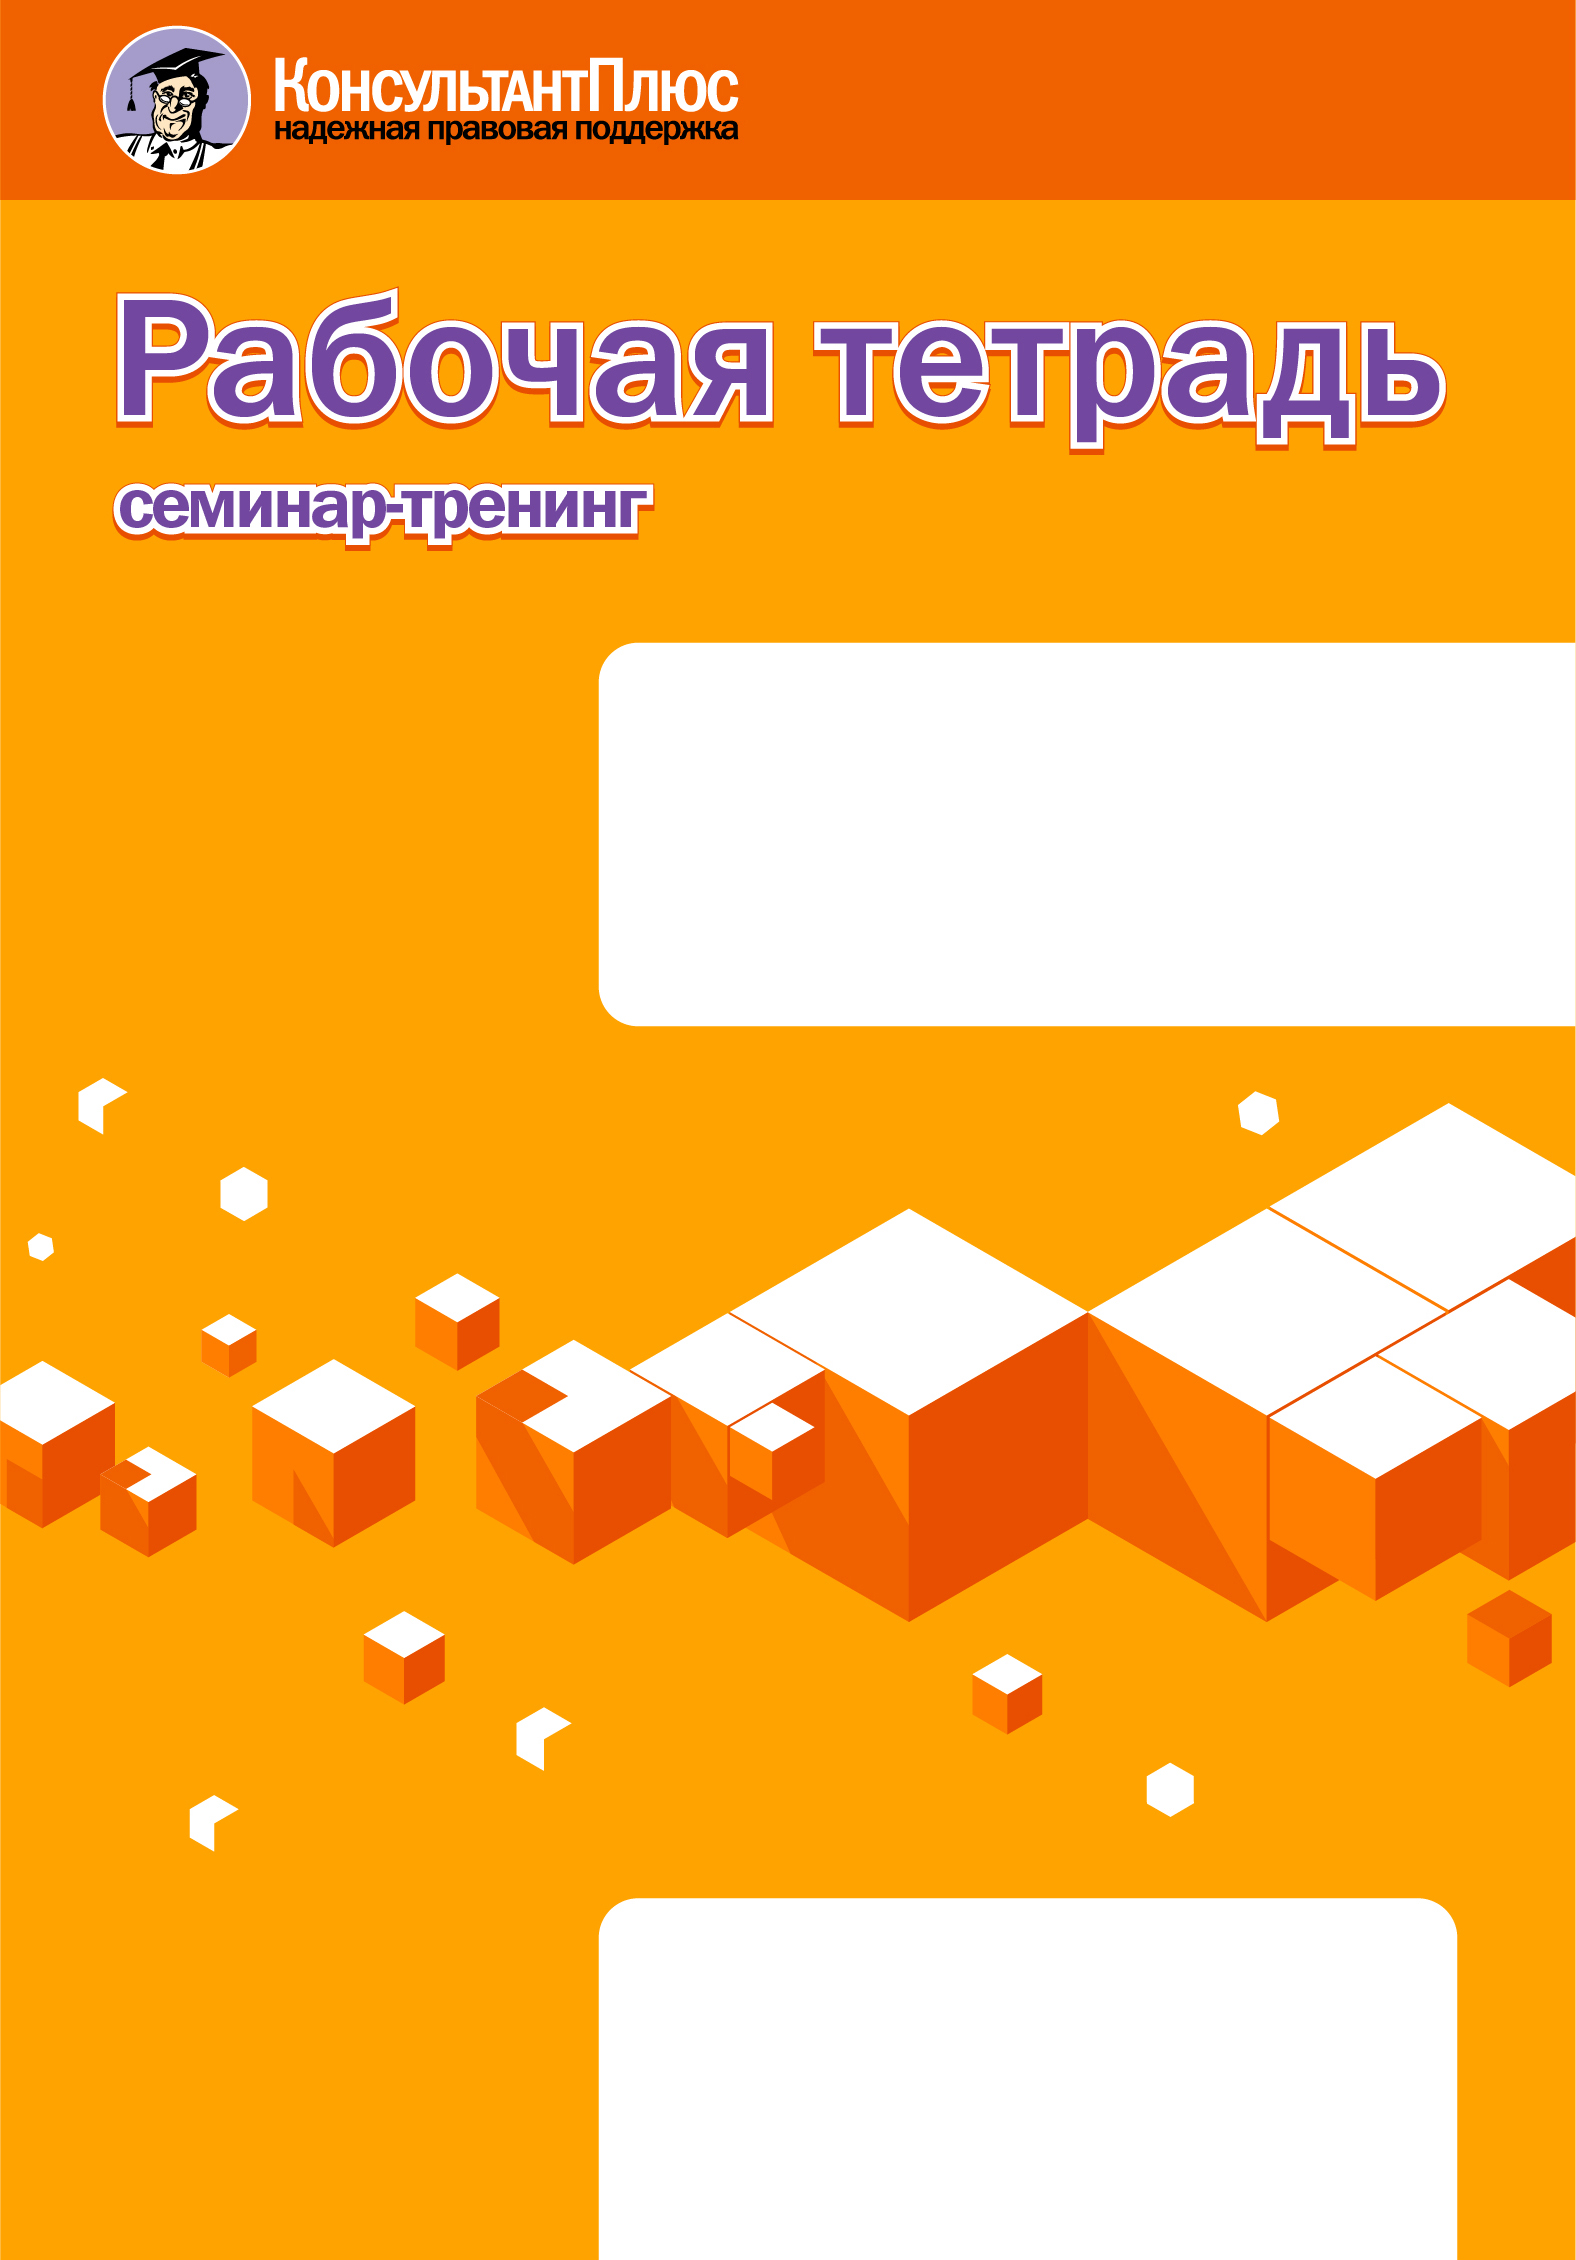 КонсультантПлюс
надежная правовая поддержка
Рабочая тетрадь
семинар-тренинг